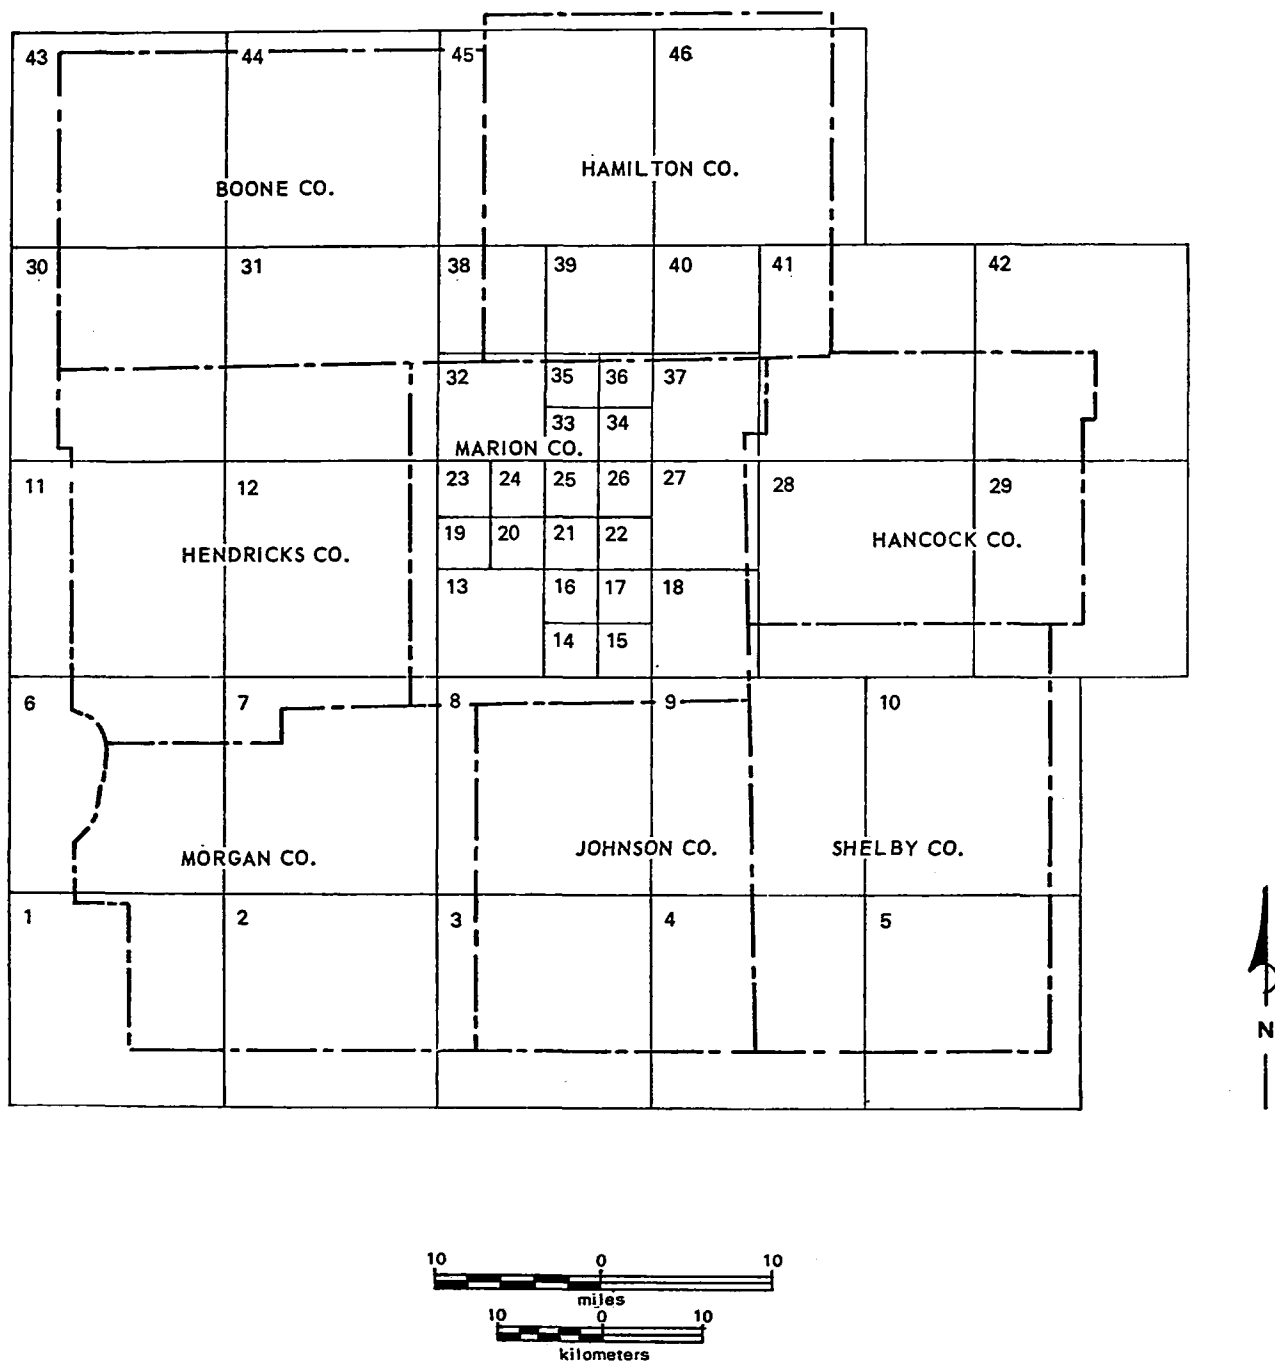 43 44 45 46
HAMILTON CO.
BOONE CO.
30 31 38 39 40 41 42
32 35 36 37
33 34
MARION CO.
11 12 23 24 25 26 27 28 29
19 20 21 22
HENDRICKS CO. HANCOCK CO.
13 16 17 18
14 15
6 7 8 9 10
MORGAN CO. JOHNSON CO. SHELBY CO.
1 2 3 4 5
N
10 0 10
miles
10 0 10
kilometers